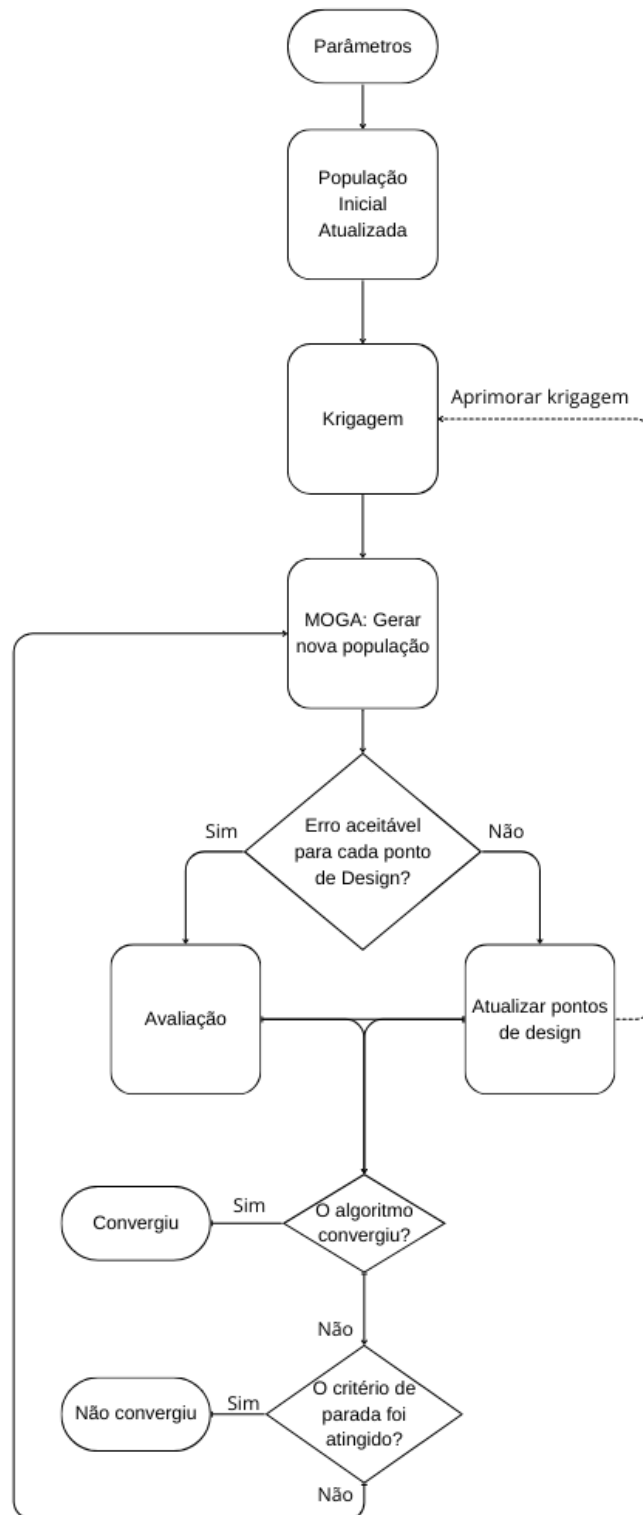 Parâmetros
População
Inicial
Atualizada
Aprimorar krigagem
Krigagem
MOGA: Gerar
nova população
Erro aceitável
para cada ponto
de Design?
Sim
Não
Avaliação
Atualizar pontos
de design
O algoritmo
convergiu?
Sim
Convergiu
Não
O critério de
parada foi
atingido?
Sim
Não convergiu
Não